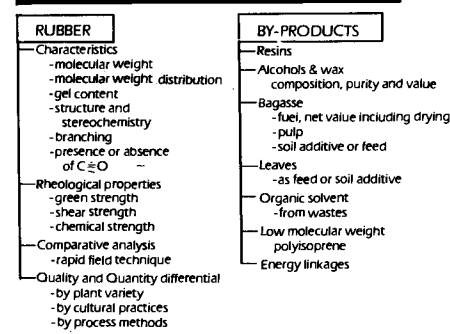 RUBBER
Characteristics
-molecular weight
-molecular weight distribution
-gel content
-structure and
stereochemistry
-branching
-presence or absence
of C=O
Rheological properties
-green strength
-shear strength
-chemical strength
Comparative analysis
-rapid field technique
Quality and Quantity differential
-by plant variety
-by cultural practices
-by process methods
BY-PRODUCTS
Resins
Alcohols & wax
composition, purity and value
Bagasse
-fuel, net value including drying
-pulp
-soil additive or feed
Leaves
-as feed or soil additive
Organic solvent
-from wastes
Low molecular weight
polyisoprene
Energy linkages